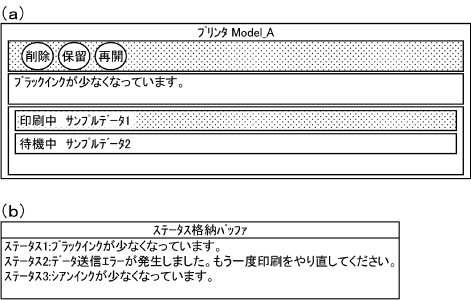 (a)
プリンタ Model_A
削除 保留 再開
ブラックインクが少なくなっています。
印刷中 サンプルデータ1
待機中 サンプルデータ2
(b)
ステータス格納バッファ
ステータス1:ブラックインクが少なくなっています。
ステータス2:データ送信エラーが発生しました。もう一度印刷をやり直してください。
ステータス3:シアンインクが少なくなっています。